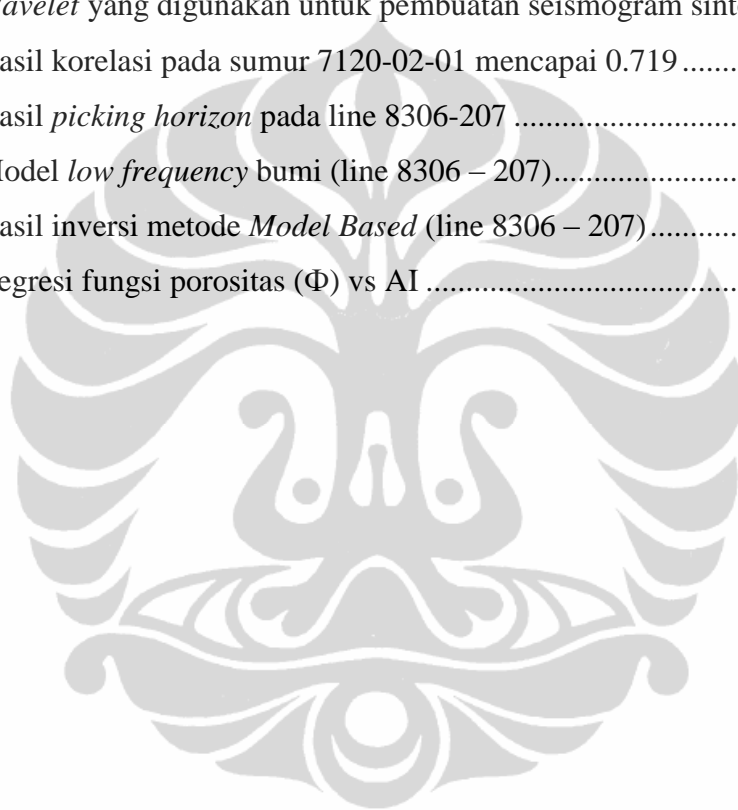 avelet yang digunakan untuk pembuatan seismogram sint
asil korelasi pada sumur 7120-02-01 mencapai 0.719 .......
asil picking horizon pada line 8306-207 ........................
odel low frequency bumi (line 8306 – 207) ...................
asil inversi metode Model Based (line 8306 – 207) .........
egresi fungsi porositas (Φ) vs AI ..................................